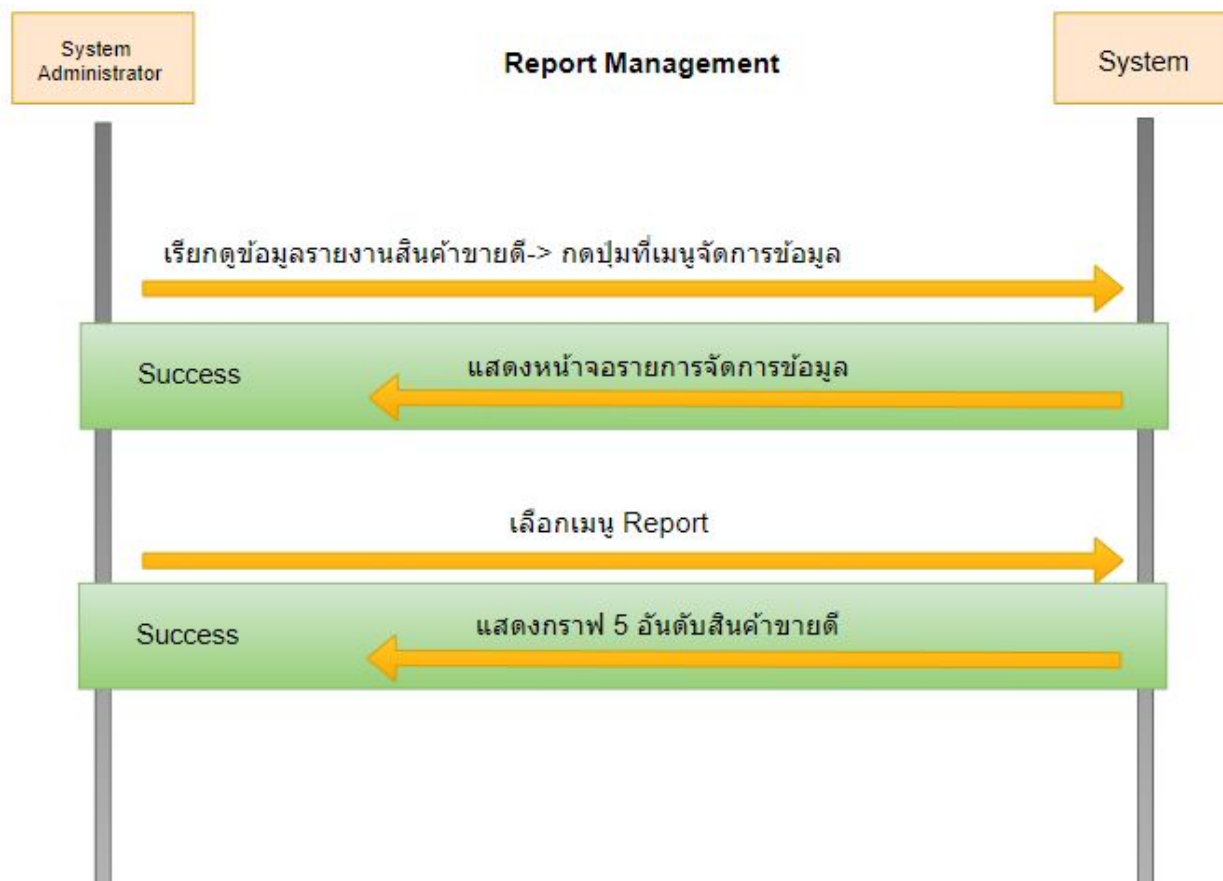 System
Administrator
Report Management
System
เรียกดูข้อมูลรายงานสินค้าขายดี-> กดปุ่มที่เมนูจัดการข้อมูล
Success
แสดงหน้าจอรายการจัดการข้อมูล
เลือกเมนู Report
Success
แสดงกราฟ 5 อันดับสินค้าขายดี